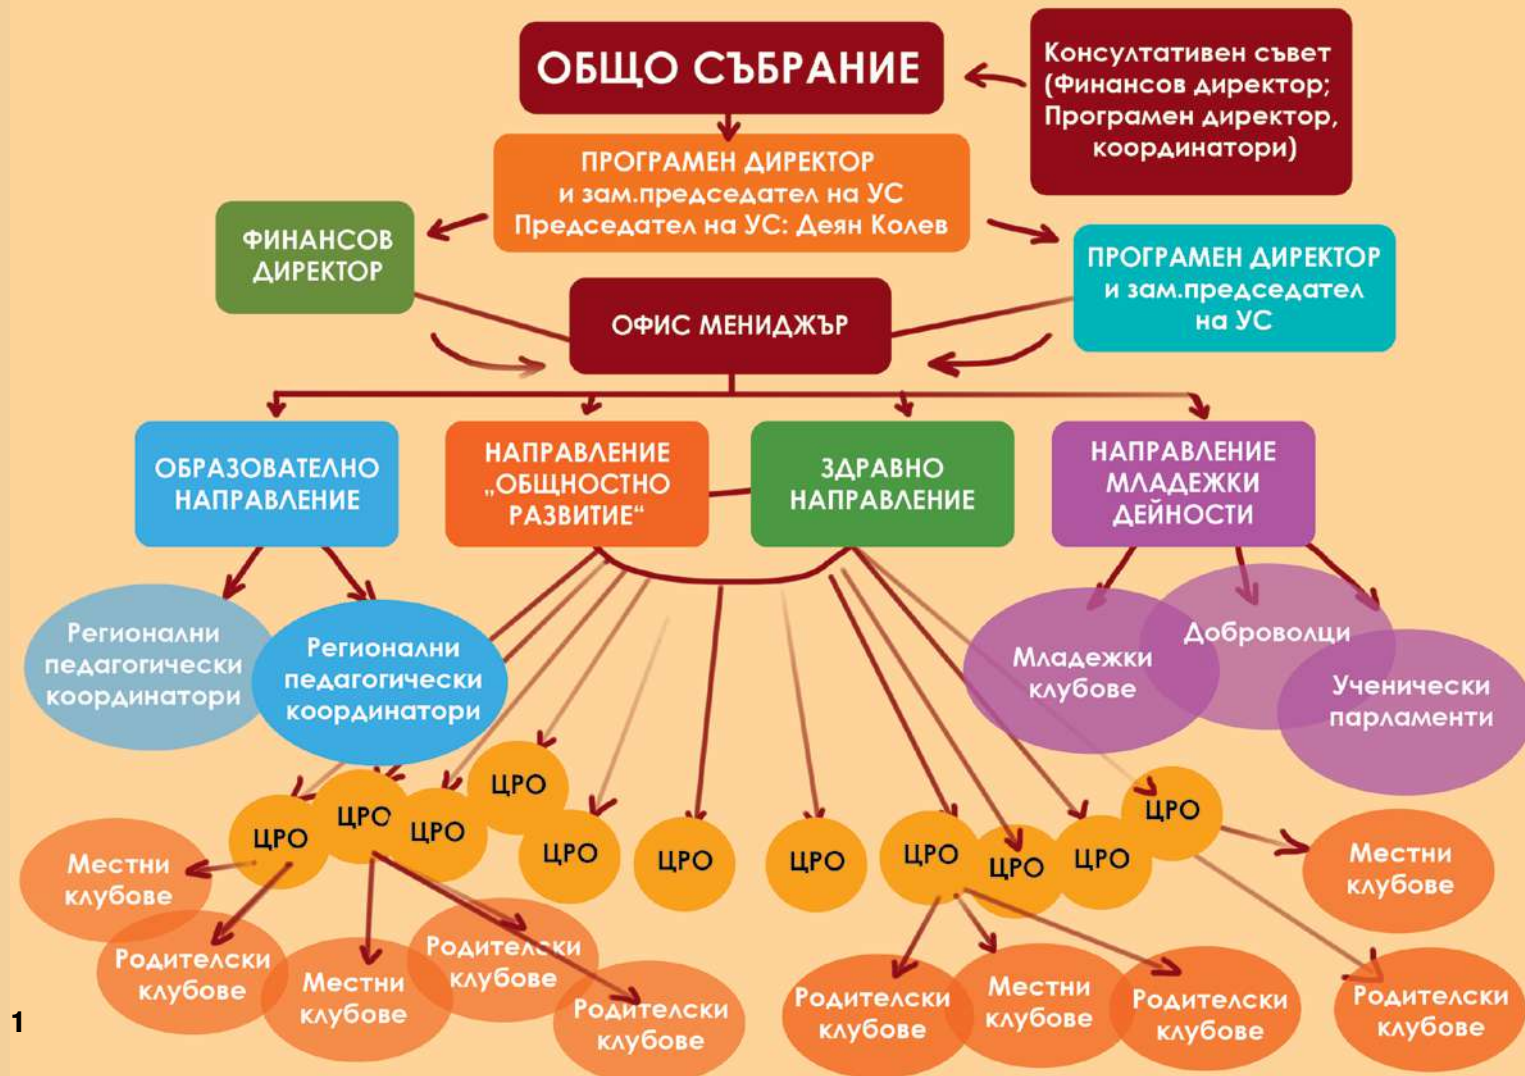 ОБЩО СЪБРАНИЕ
Консултативен съвет
(Финансов директор;
Програмен директор,
координатори)
ПРОГРАМЕН ДИРЕКТОР
и зам.председател на УС
Председател на УС: Деян Колев
ФИНАНСОВ
ДИРЕКТОР
ПРОГРАМЕН ДИРЕКТОР
и зам.председател
на УС
ОФИС МЕНИДЖЪР
ОБРАЗОВАТЕЛНО
НАПРАВЛЕНИЕ
НАПРАВЛЕНИЕ
„ОБЩНОСТНО
РАЗВИТИЕ“
ЗДРАВНО
НАПРАВЛЕНИЕ
НАПРАВЛЕНИЕ
МЛАДЕЖКИ
ДЕЙНОСТИ
Регионални
педагогически
координатори
Регионални
педагогически
координатори
Младежки
клубове
Доброволци
Ученически
парламенти
ЦРО
ЦРО
ЦРО
ЦРО
ЦРО
ЦРО
ЦРО
ЦРО
ЦРО
ЦРО
ЦРО
Местни
клубове
Родителски
клубове
Местни
клубове
Родителски
клубове
Родителски
клубове
Родителски
клубове
Местни
клубове
Родителски
клубове
Местни
клубове
Родителски
клубове
1